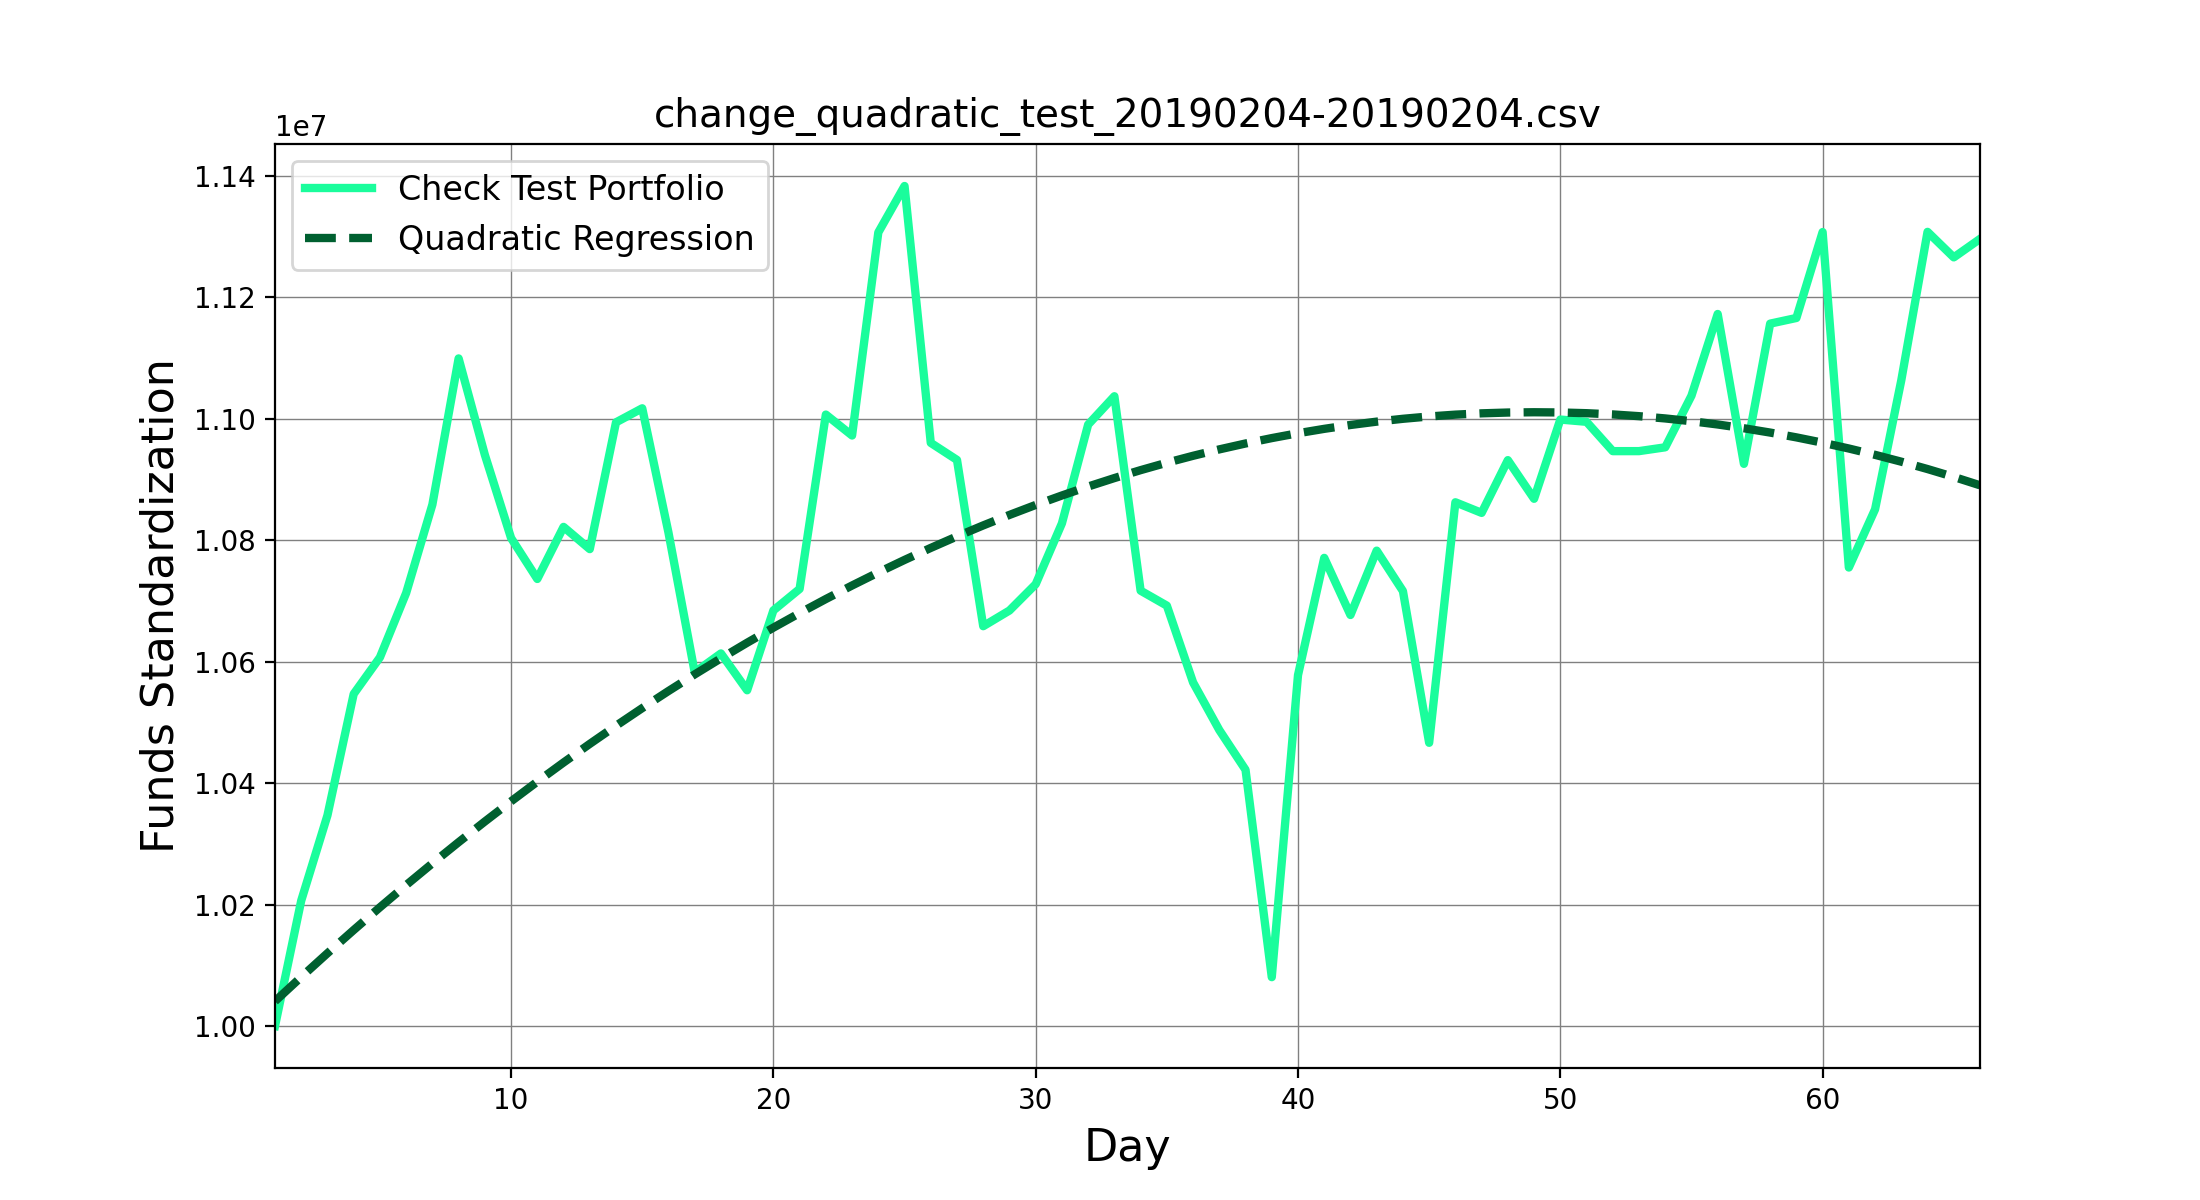 change_quadratic_test_20190204-20190204.csv
1e7
Check Test Portfolio
Quadratic Regression
Funds Standardization
1.14
1.12
1.10
1.08
1.06
1.04
1.02
1.00
10 20 30 40 50 60
Day